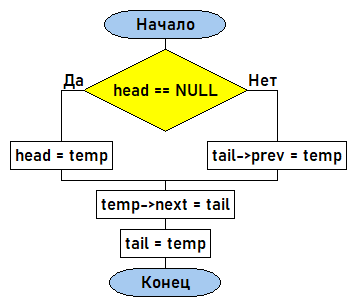 Начало
Да
Нет
head == NULL
head = temp
tail->prev = temp
temp->next = tail
tail = temp
Конец